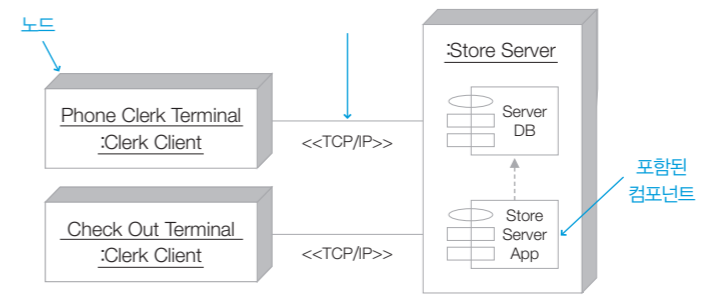 노드
:Store Server
Phone Clerk Terminal
:Clerk Client
<<TCP/IP>>
Server
DB
포함된
컴포넌트
Check Out Terminal
:Clerk Client
<<TCP/IP>>
Store
Server
App